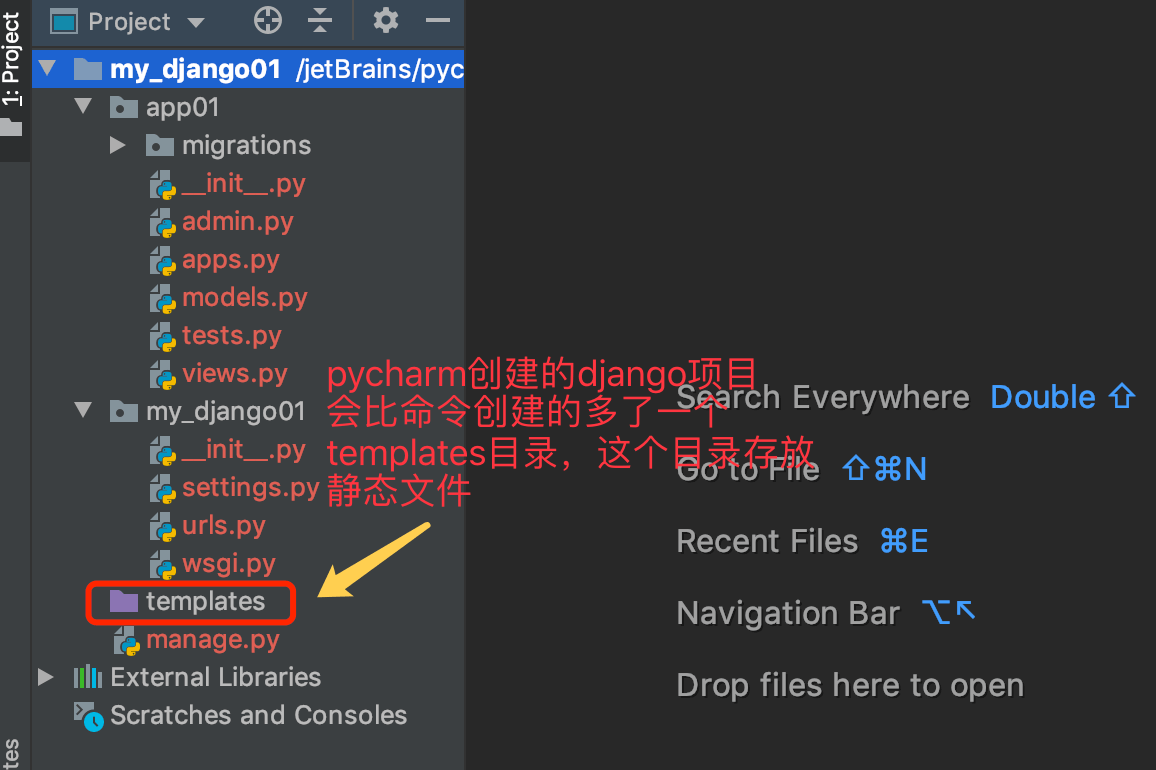 Project
1: Project
my_django01 /jetBrains/pyc
app01
migrations
__init__.py
admin.py
apps.py
models.py
tests.py
views.py
my_django01
__init__.py
settings.py
urls.py
wsgi.py
templates
manage.py
External Libraries
Scratches and Consoles
pycharm创建的django项目
会比命令创建的多了一个
templates目录，这个目录存放
静态文件
Search Everywhere Double ⇧
Go to File ⇧⌘N
Recent Files ⌘E
Navigation Bar ⌥↖
Drop files here to open
tes